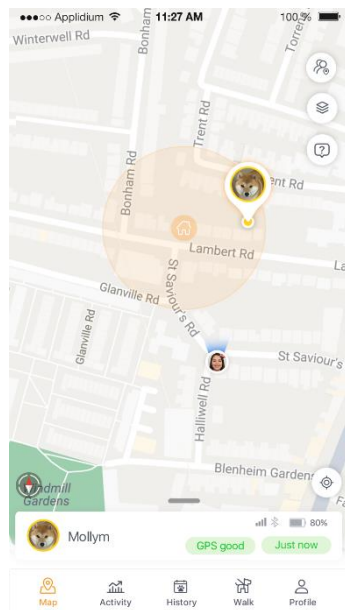 Applidium 11:27 AM 100 %
Winterwell Rd
Bonham
Torre
Trent Rd
Bonham Rd
ent Rd
Lambert Rd
La
St Saviour's Rd
Glanville Rd
Glanville Rd
St Saviour's
Halliwell Rd
Blenheim Gardens
ndmill
Gardens
Mollym
80%
GPS good
Just now
Map Activity History Walk Profile